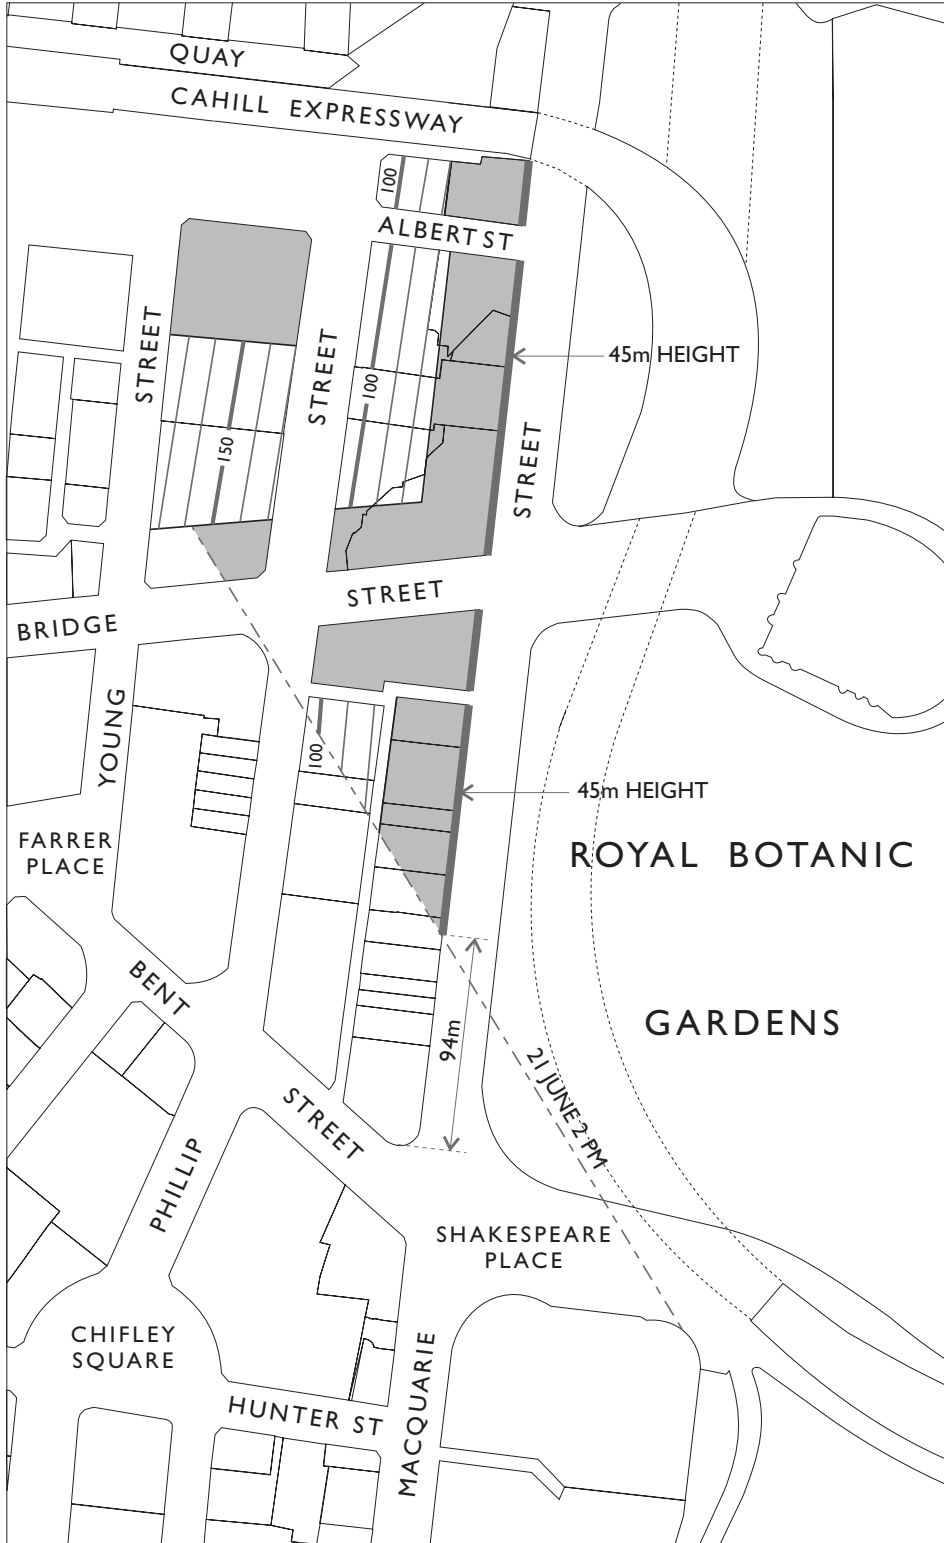 QUAY
CAHILL EXPRESSWAY
100
ALBERT ST
STREET
STREET
45m HEIGHT
100
150
STREET
STREET
BRIDGE
YOUNG
100
45m HEIGHT
FARRER
PLACE
ROYAL BOTANIC
BENT
GARDENS
94m
21 JUNE 2 PM
STREET
PHILLIP
SHAKESPEARE
PLACE
CHIFLEY
SQUARE
MACQUARIE
HUNTER ST